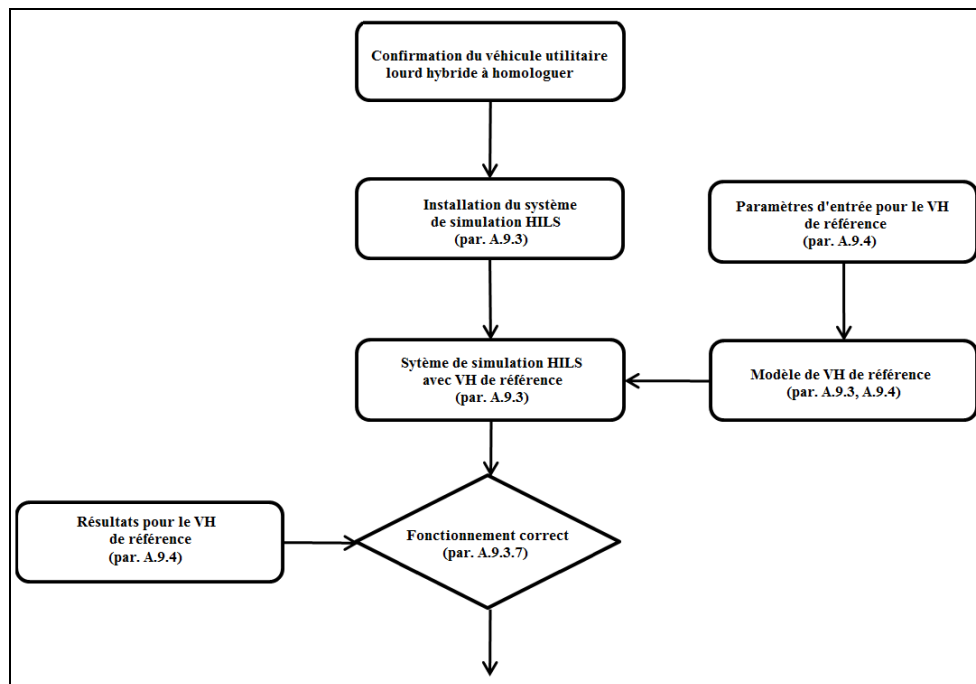 Confirmation du véhicule utilitaire
lourd hybride à homologuer
Installation du système
de simulation HILS
(par. A.9.3)
Paramètres d'entrée pour le VH
de référence
(par. A.9.4)
Sytème de simulation HILS
avec VH de référence
(par. A.9.3)
Modèle de VH de référence
(par. A.9.3, A.9.4)
Résultats pour le VH
de référence
(par. A.9.4)
Fonctionnement correct
(par. A.9.3.7)